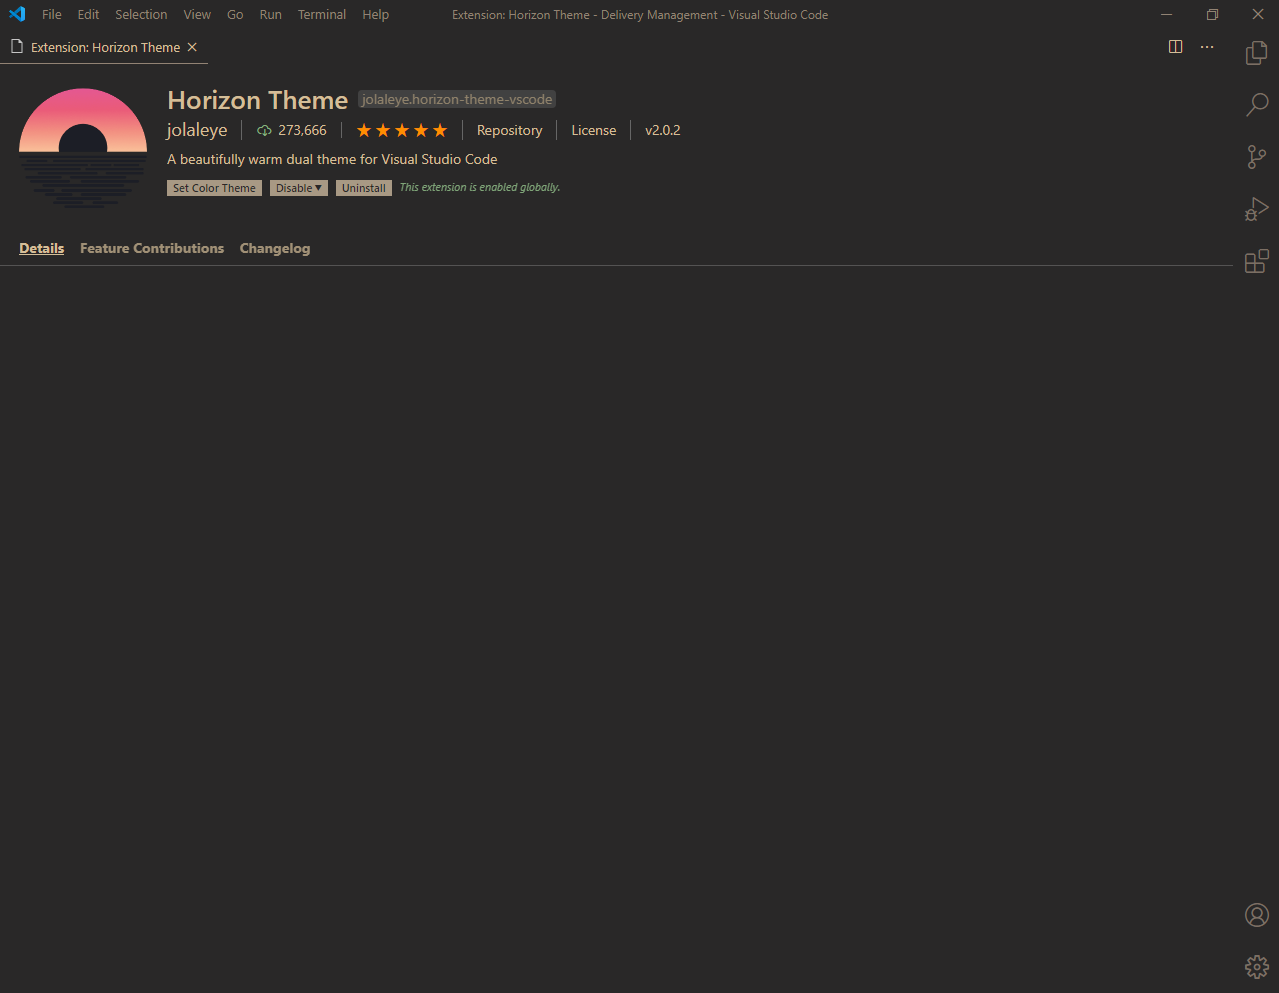 File Edit Selection View Go Run Terminal Help Extension: Horizon Theme - Delivery Management - Visual Studio Code
Extension: Horizon Theme
Horizon Theme jolaleye.horizon-theme-vscode
jolaleye 273,666 Repository License v2.0.2
A beautifully warm dual theme for Visual Studio Code
Set Color Theme Disable Uninstall This extension is enabled globally.
Details Feature Contributions Changelog